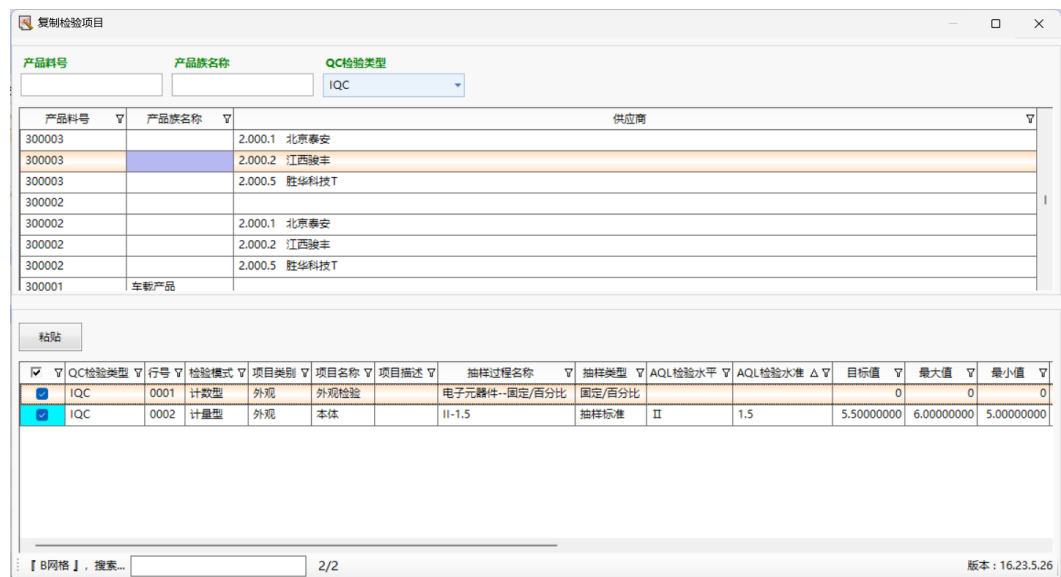 复制检验项目
产品料号 产品族名称 QC检验类型
IQC
产品料号 产品族名称 供应商
300003 2.000.1 北京泰安
300003 2.000.2 江西骏丰
300003 2.000.5 胜华科技T
300002
300002 2.000.1 北京泰安
300002 2.000.2 江西骏丰
300002 2.000.5 胜华科技T
300001 车载产品
粘贴
QC检验类型 行号 检验模式 项目类别 项目名称 项目描述 抽样过程名称 抽样类型 AQL检验水平 AQL检验水准 目标值 最大值 最小值
IQC 0001 计数型 外观 外观检验 电子元器件--固定/百分比 固定/百分比 0 0 0
IQC 0002 计量型 外观 本体 II-1.5 抽样标准 II 1.5 5.50000000 6.00000000 5.00000000
『 B网格 』, 搜索... 2/2 版本：16.23.5.26